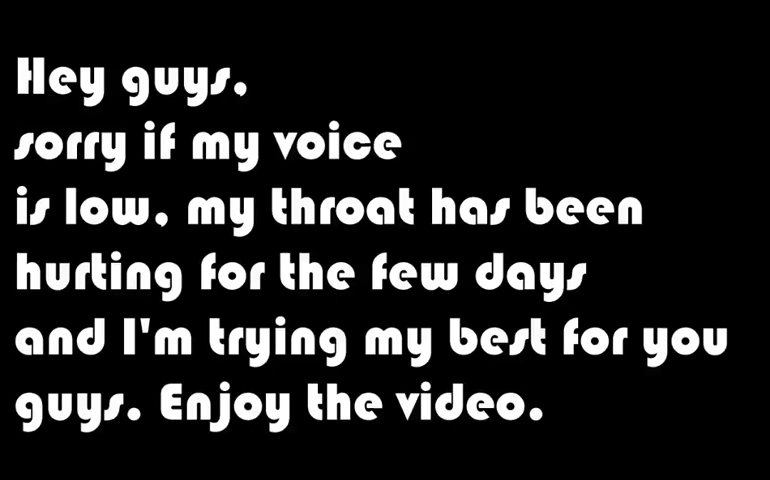 Hey guys,
sorry if my voice
is low, my throat has been
hurting for the few days
and I'm trying my best for you
guys. Enjoy the video.